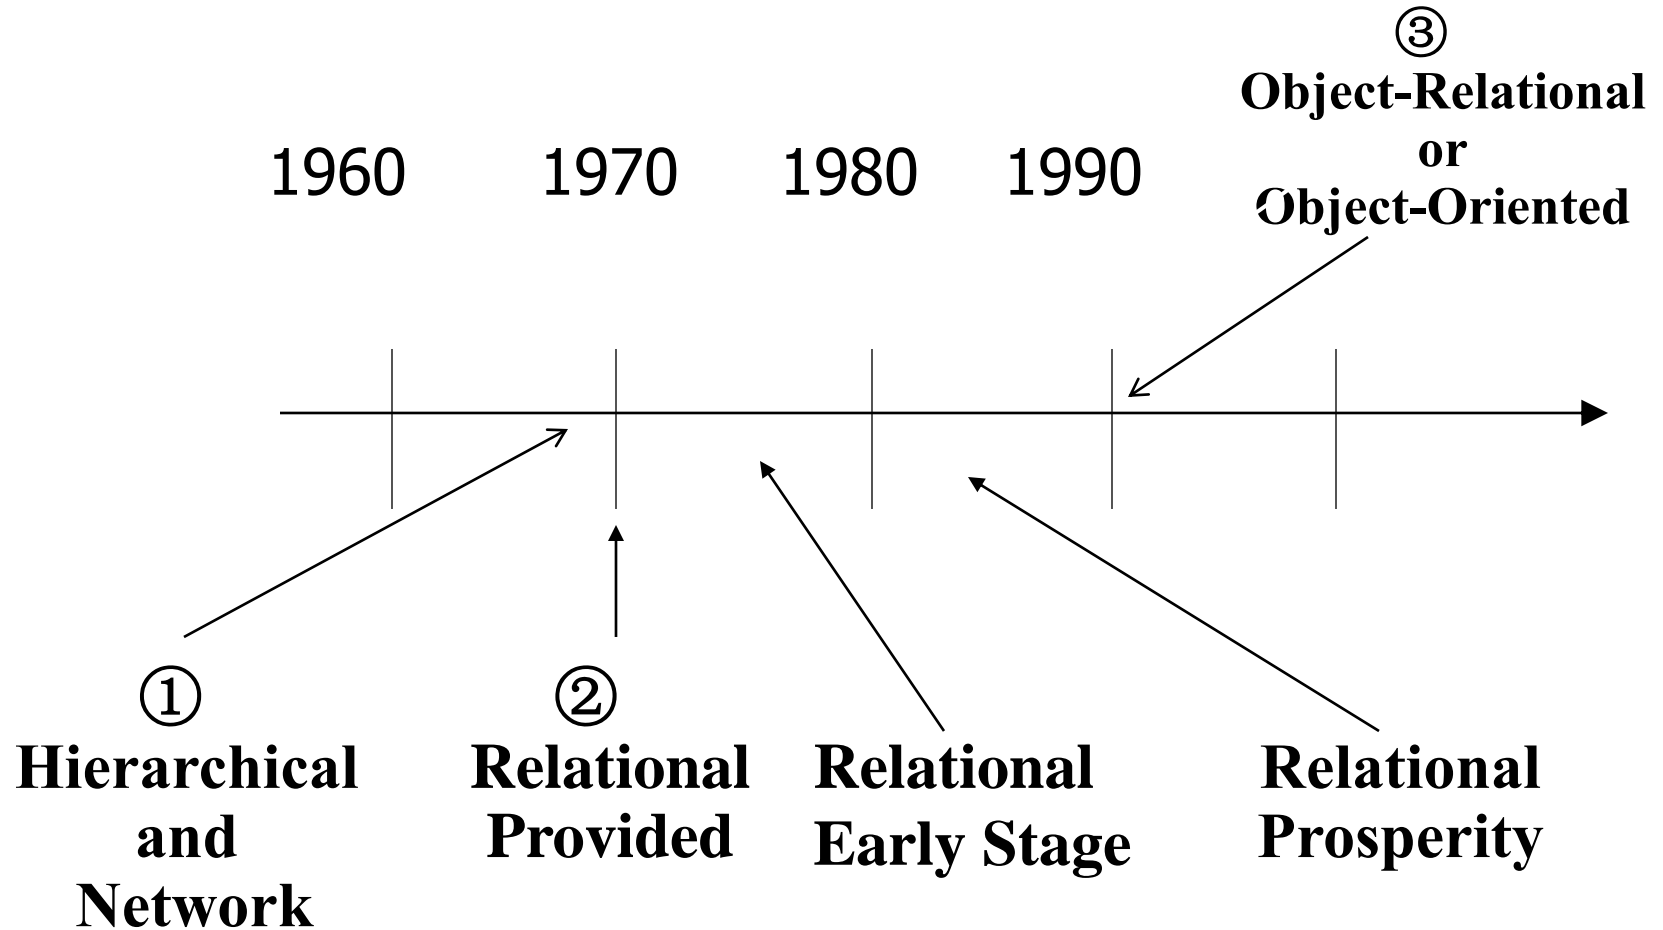 ③
Object-Relational
or
Object-Oriented
1960 1970 1980 1990
①
Hierarchical
and
Network
②
Relational
Provided
Relational
Early Stage
Relational
Prosperity